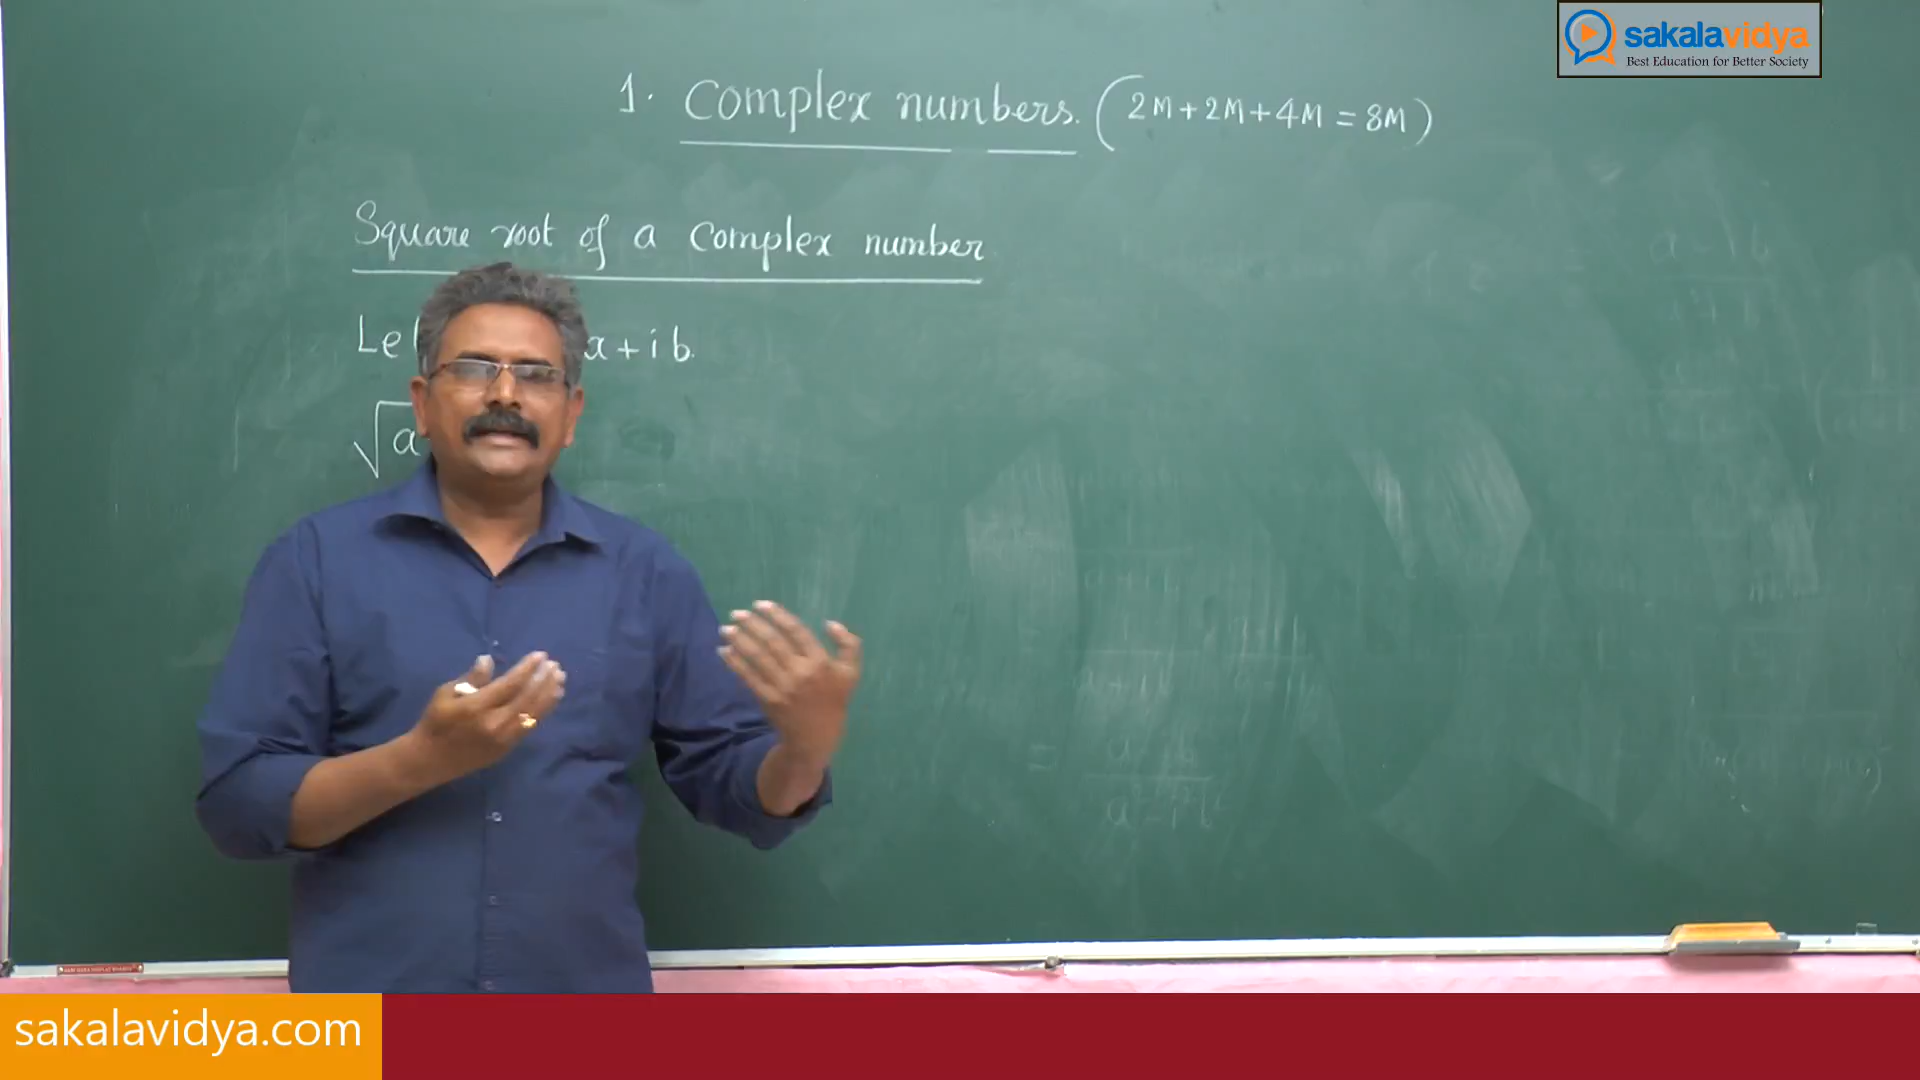 sakalavidya
Best Education for Better Society
1. Complex numbers. (2M+2M+4M = 8M)
Square root of a complex number
Le
a+ib.
√a
sakalavidya.com